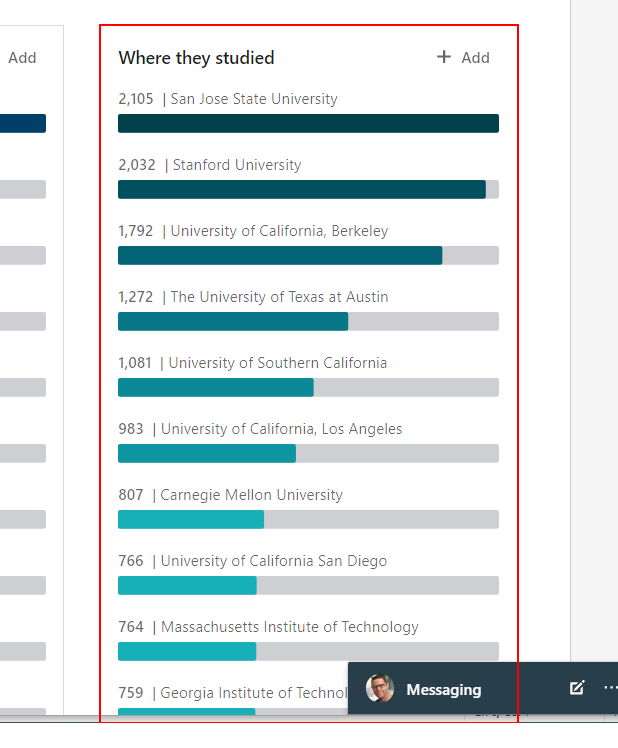 Add
Where they studied
+ Add
2,105 | San Jose State University
2,032 | Stanford University
1,792 | University of California, Berkeley
1,272 | The University of Texas at Austin
1,081 | University of Southern California
983 | University of California, Los Angeles
807 | Carnegie Mellon University
766 | University of California San Diego
764 | Massachusetts Institute of Technology
759 | Georgia Institute of Technol
Messaging